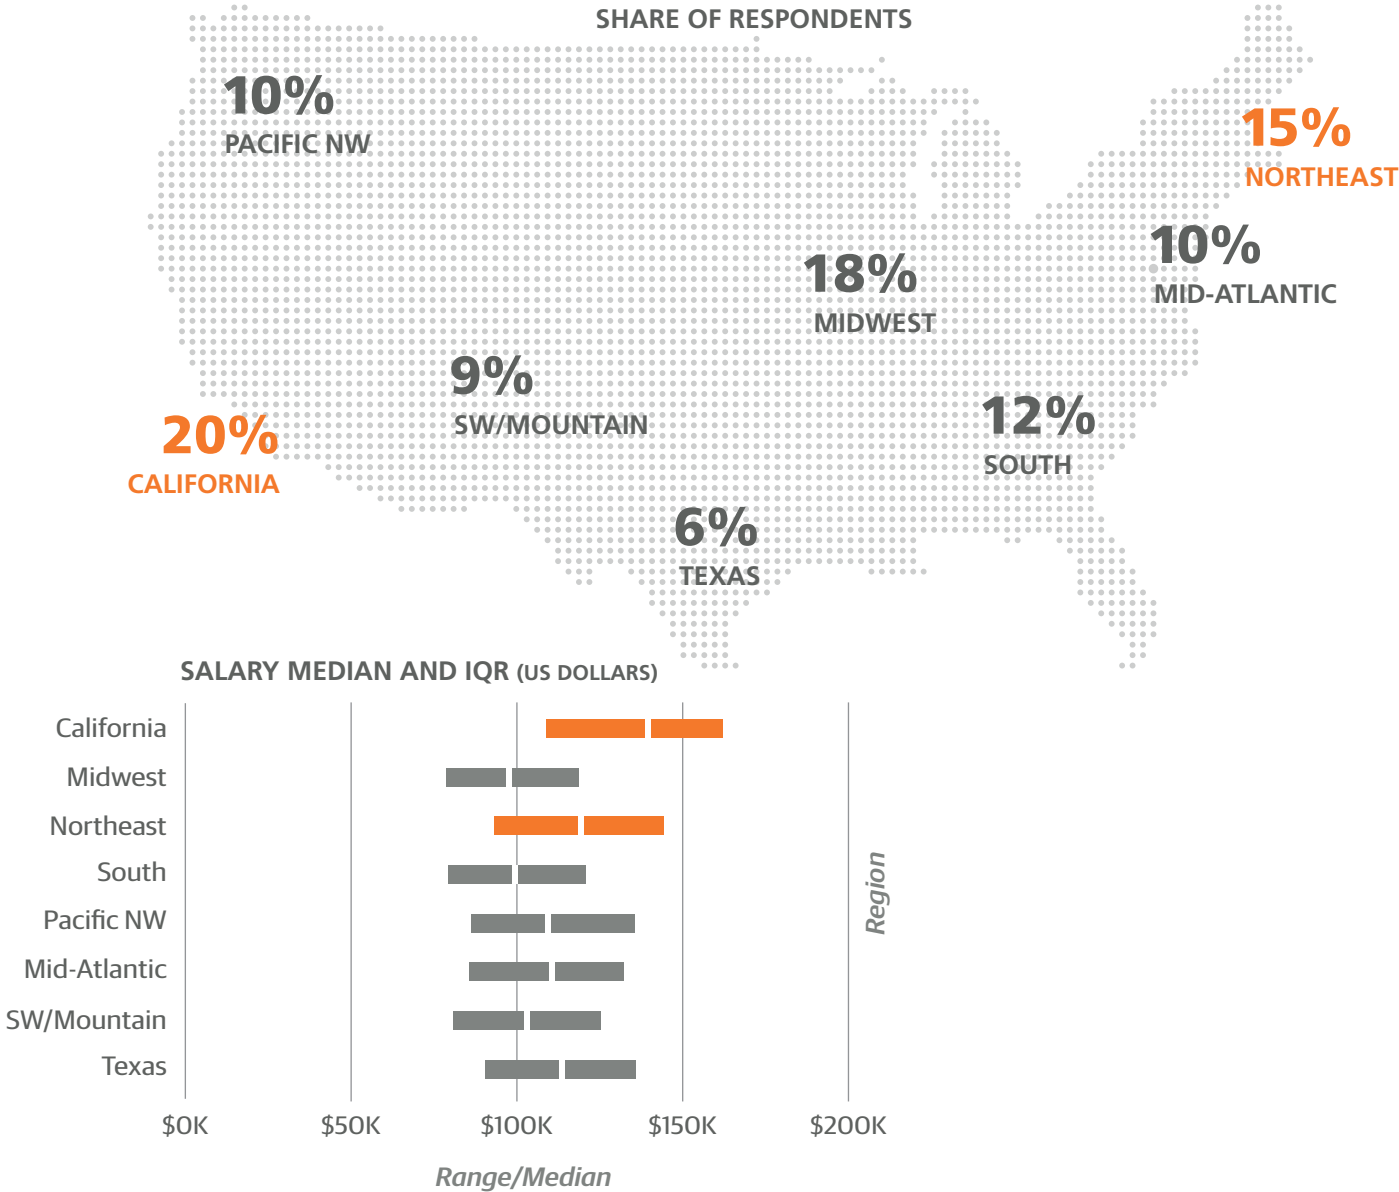 SHARE OF RESPONDENTS
10%
PACIFIC NW
15%
NORTHEAST
10%
MID-ATLANTIC
18%
MIDWEST
9%
SW/MOUNTAIN
12%
SOUTH
20%
CALIFORNIA
6%
TEXAS
SALARY MEDIAN AND IQR (US DOLLARS)
California
Midwest
Northeast
South
Pacific NW
Mid-Atlantic
SW/Mountain
Texas
Region
$0K $50K $100K $150K $200K
Range/Median